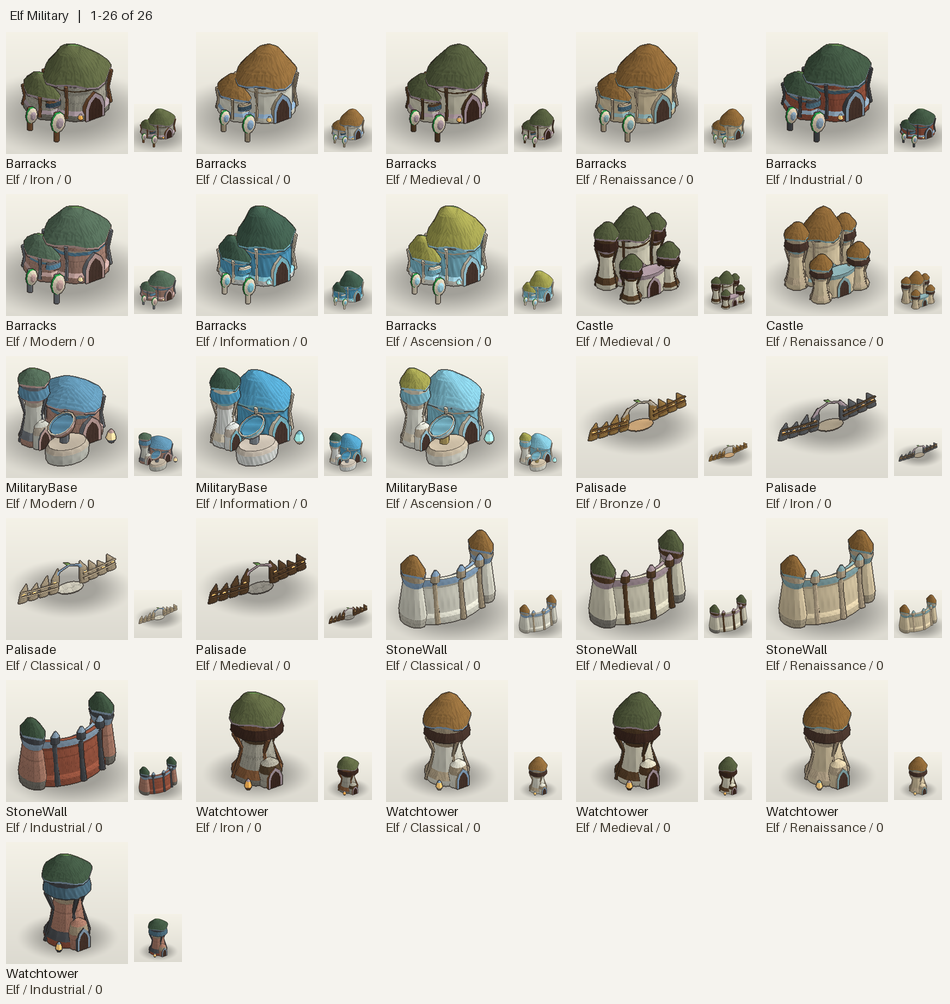 Elf Military | 1-26 of 26
Barracks
Elf / Iron / 0
Barracks
Elf / Classical / 0
Barracks
Elf / Medieval / 0
Barracks
Elf / Renaissance / 0
Barracks
Elf / Industrial / 0
Barracks
Elf / Modern / 0
Barracks
Elf / Information / 0
Barracks
Elf / Ascension / 0
Castle
Elf / Medieval / 0
Castle
Elf / Renaissance / 0
MilitaryBase
Elf / Modern / 0
MilitaryBase
Elf / Information / 0
MilitaryBase
Elf / Ascension / 0
Palisade
Elf / Bronze / 0
Palisade
Elf / Iron / 0
Palisade
Elf / Classical / 0
Palisade
Elf / Medieval / 0
StoneWall
Elf / Classical / 0
StoneWall
Elf / Medieval / 0
StoneWall
Elf / Renaissance / 0
StoneWall
Elf / Industrial / 0
Watchtower
Elf / Iron / 0
Watchtower
Elf / Classical / 0
Watchtower
Elf / Medieval / 0
Watchtower
Elf / Renaissance / 0
Watchtower
Elf / Industrial / 0